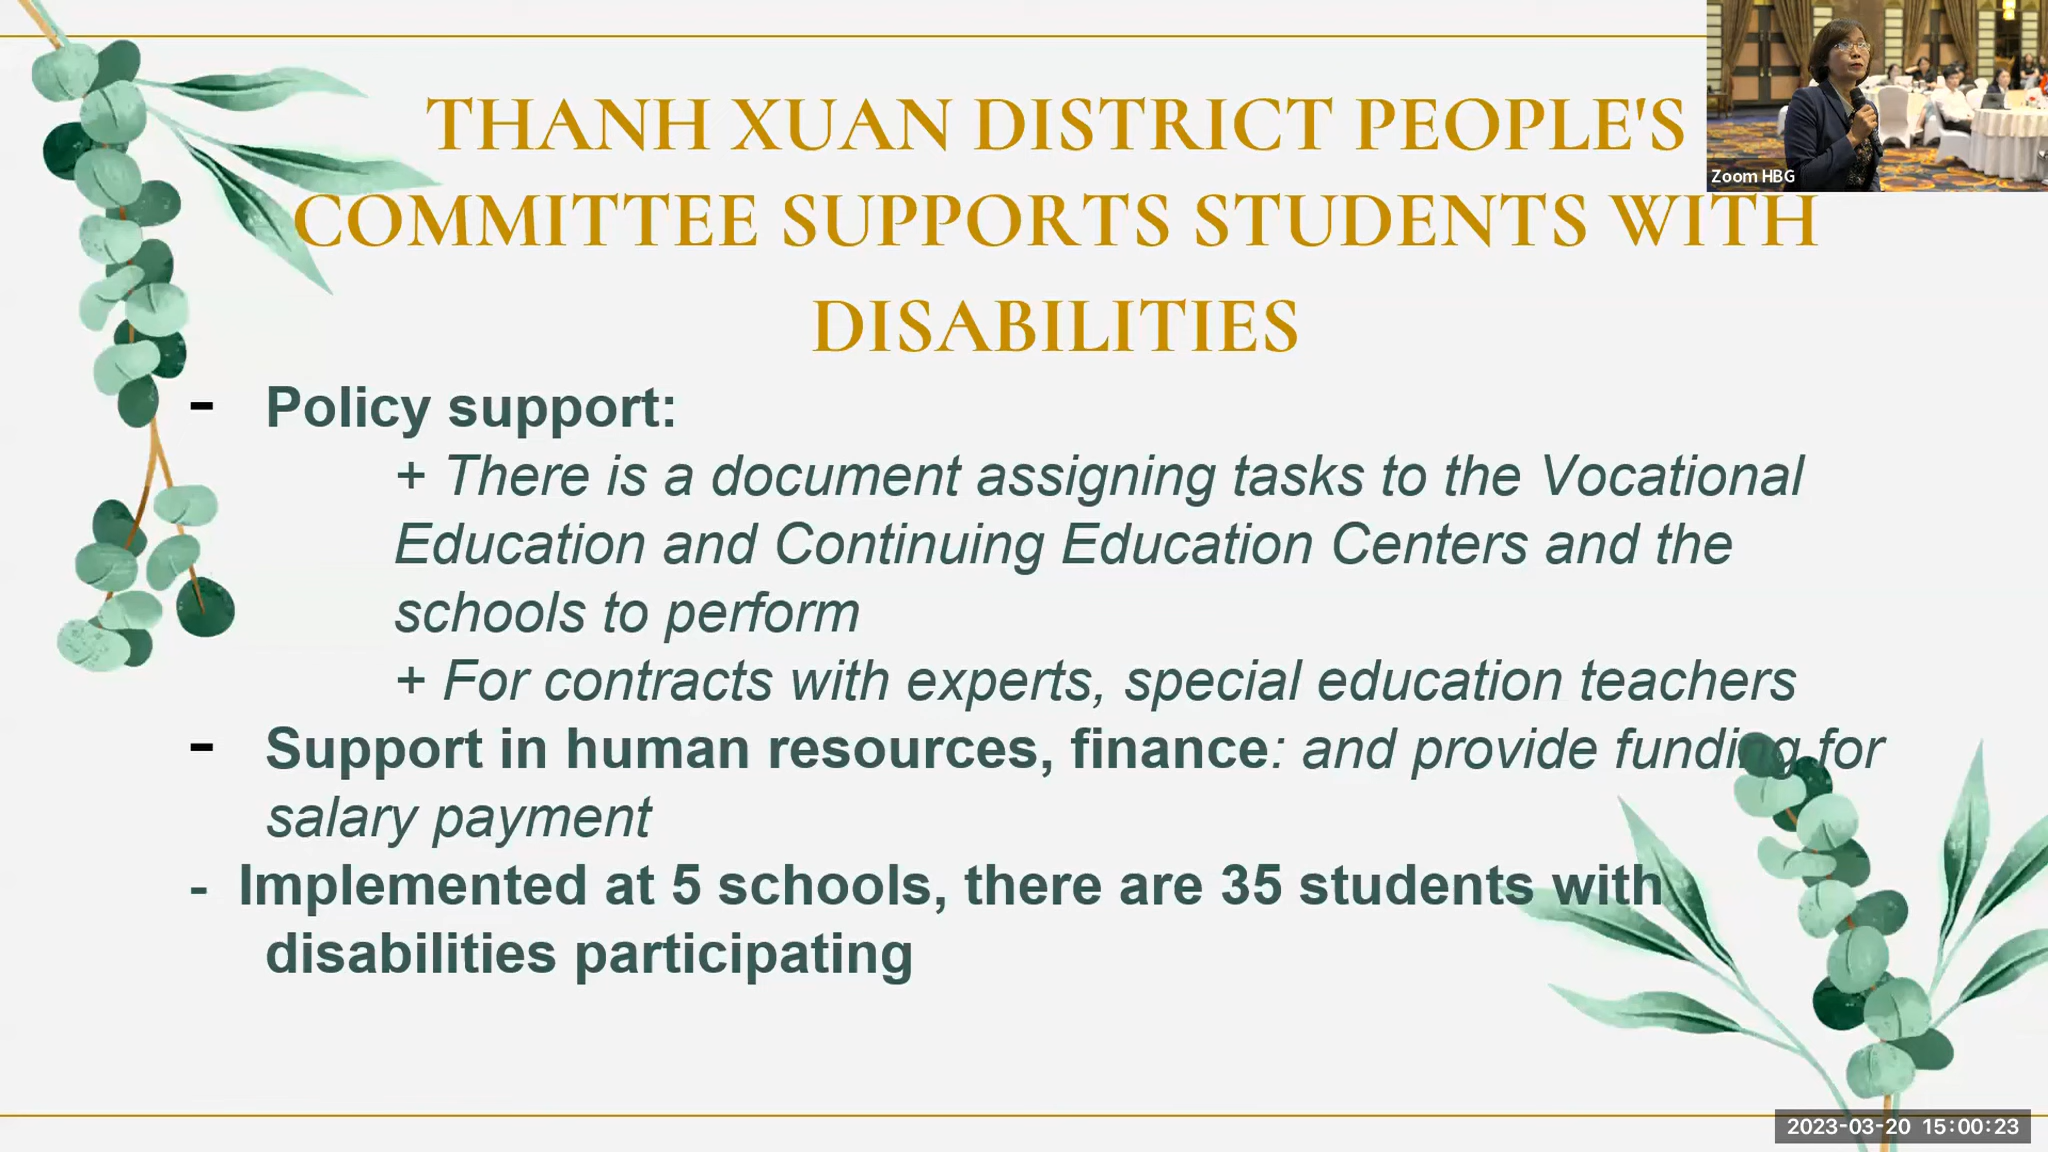 THANH XUAN DISTRICT PEOPLE'S
COMMITTEE SUPPORTS STUDENTS WITH
DISABILITIES
Zoom HBG
- Policy support:
+ There is a document assigning tasks to the Vocational
Education and Continuing Education Centers and the
schools to perform
+ For contracts with experts, special education teachers
- Support in human resources, finance: and provide funding for
salary payment
- Implemented at 5 schools, there are 35 students with
disabilities participating
2023-03-20 15:00:23